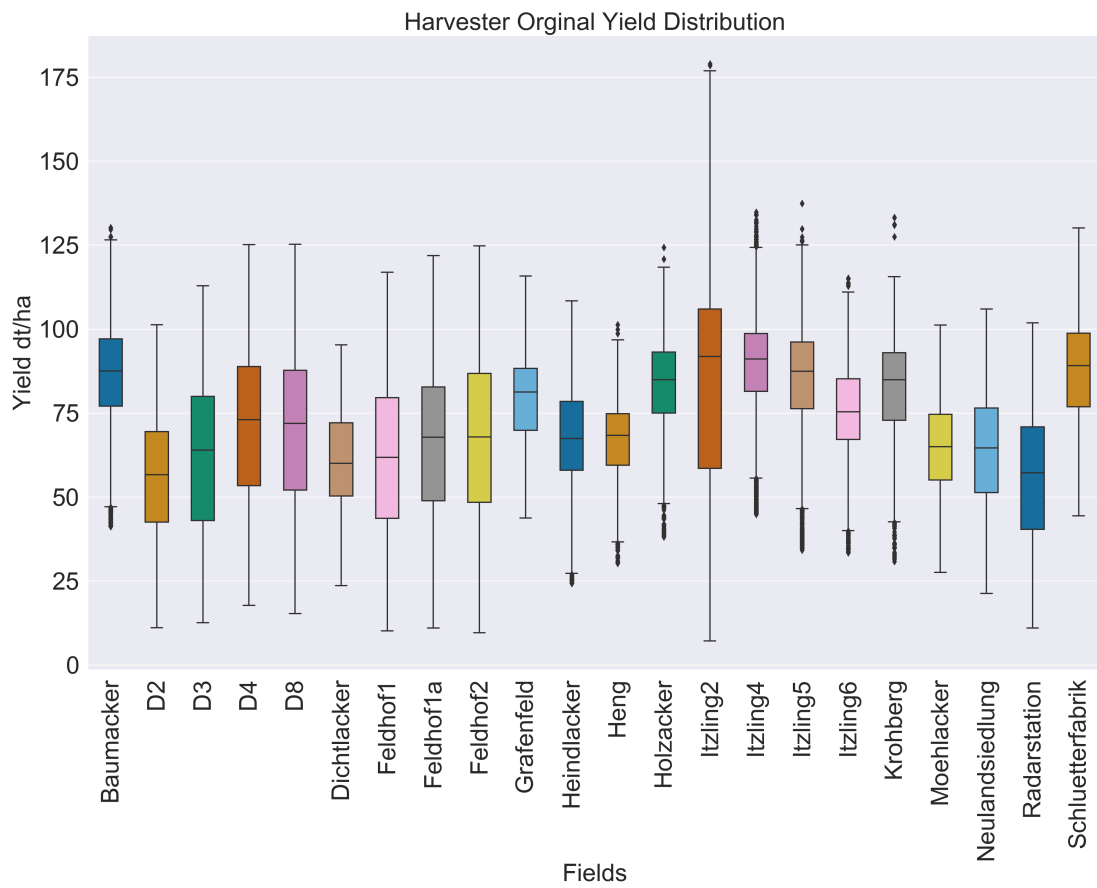 Harvester Orginal Yield Distribution
Yield dt/ha
175
150
125
100
75
50
25
0
Baumacker
D2
D3
D4
D8
Dichtlacker
Feldhof1
Feldhof1a
Feldhof2
Grafenfeld
Heindlacker
Heng
Holzacker
Itzling2
Itzling4
Itzling5
Itzling6
Krohberg
Moehlacker
Neulandsiedlung
Radarstation
Schluetterfabrik
Fields